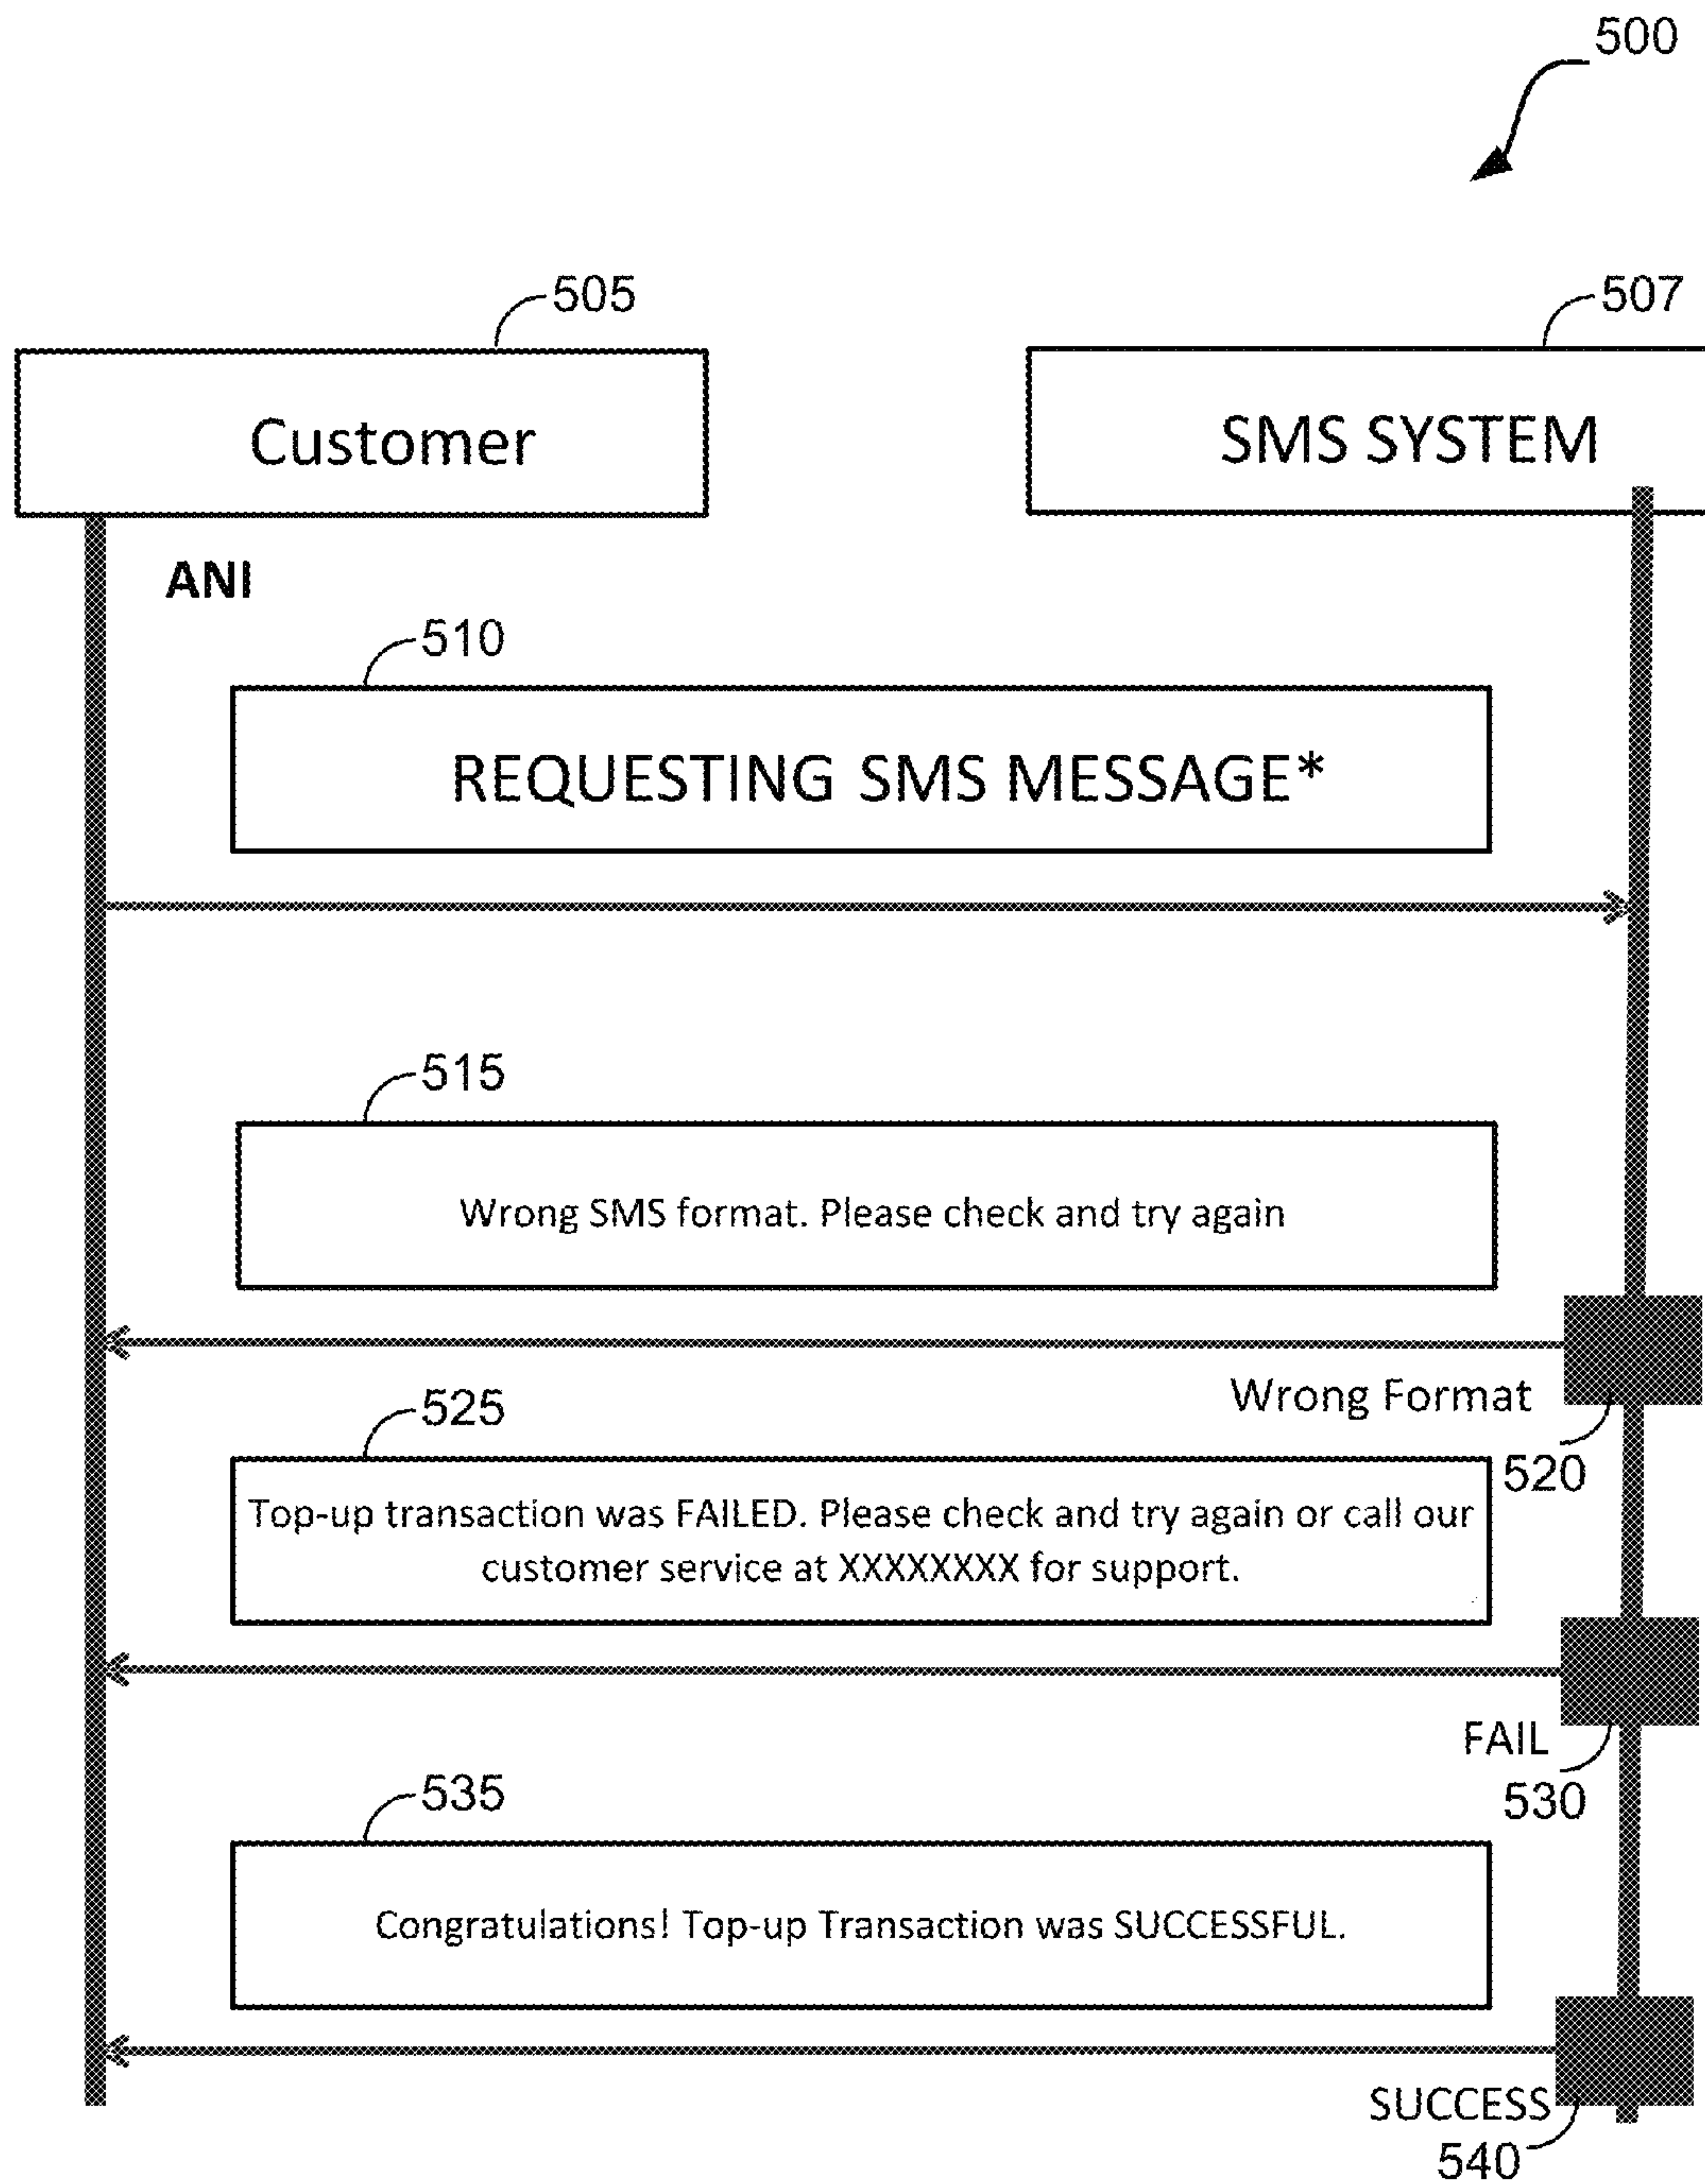 500
505
507
Customer
SMS SYSTEM
ANI
510
REQUESTING SMS MESSAGE*
515
Wrong SMS format. Please check and try again
Wrong Format
520
525
Top-up transaction was FAILED. Please check and try again or call our
customer service at XXXXXXXX for support.
FAIL
530
535
Congratulations! Top-up Transaction was SUCCESSFUL.
SUCCESS
540